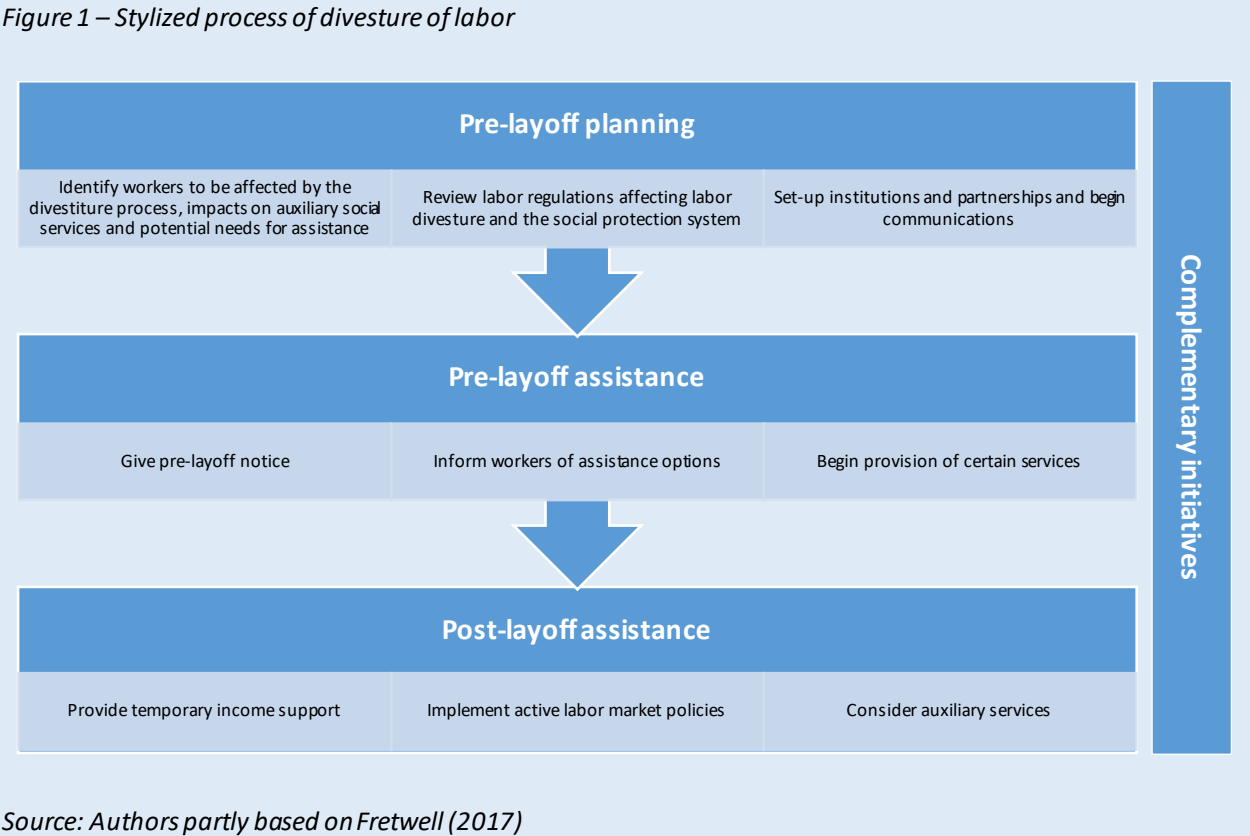 Figure 1 – Stylized process of divesture of labor
Pre-layoff planning
Identify workers to be affected by the
divestiture process, impacts on auxiliary social
services and potential needs for assistance
Review labor regulations affecting labor
divesture and the social protection system
Set-up institutions and partnerships and begin
communications
Pre-layoff assistance
Give pre-layoff notice
Inform workers of assistance options
Begin provision of certain services
Post-layoff assistance
Provide temporary income support
Implement active labor market policies
Consider auxiliary services
Complementary initiatives
Source: Authors partly based on Fretwell (2017)